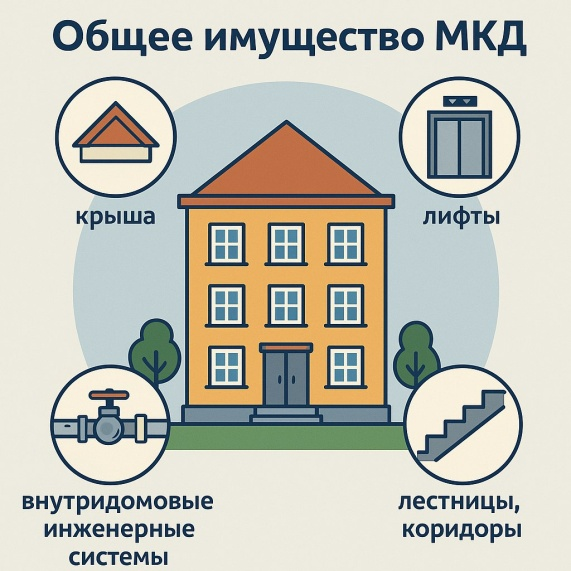 Общее имущество МКД
крыша
лифты
внутридомовые
инженерные
системы
лестницы,
коридоры